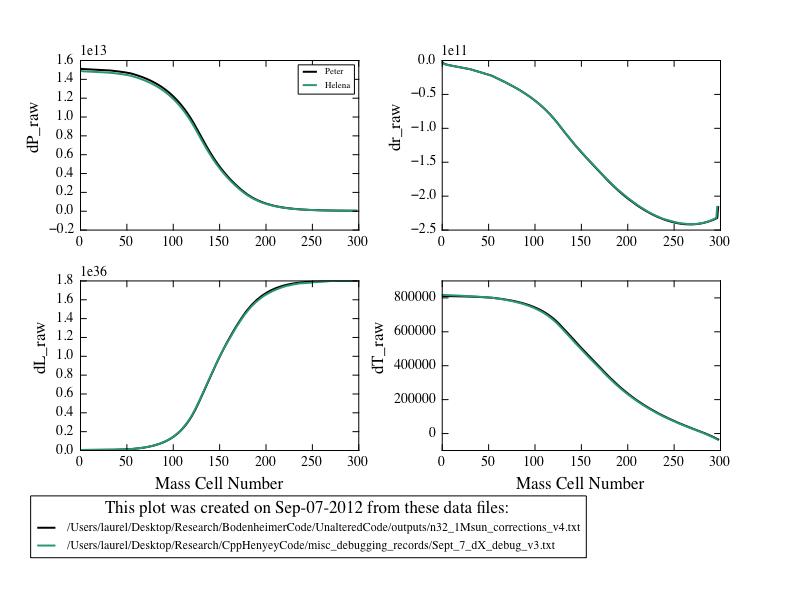 1e13
1.6
1.4
1.2
1.0
0.8
0.6
0.4
0.2
0.0
−0.2
dP_raw
0 50 100 150 200 250 300
Peter
Helena
1e11
0.0
−0.5
−1.0
−1.5
−2.0
−2.5
dr_raw
0 50 100 150 200 250 300
1e36
1.8
1.6
1.4
1.2
1.0
0.8
0.6
0.4
0.2
0.0
dL_raw
0 50 100 150 200 250 300
Mass Cell Number
800000
600000
400000
200000
0
dT_raw
0 50 100 150 200 250 300
Mass Cell Number
This plot was created on Sep-07-2012 from these data files:
/Users/laurel/Desktop/Research/BodenheimerCode/UnalteredCode/outputs/n32_1Msun_corrections_v4.txt
/Users/laurel/Desktop/Research/CppHenyeyCode/misc_debugging_records/Sept_7_dX_debug_v3.txt